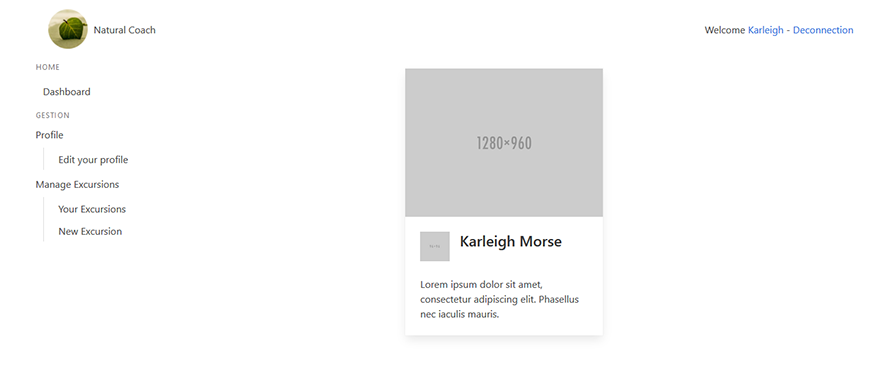 Natural Coach
Welcome Karleigh - Deconnection
HOME
Dashboard
GESTION
Profile
Edit your profile
Manage Excursions
Your Excursions
New Excursion
1280×960
Karleigh Morse
Lorem ipsum dolor sit amet,
consectetur adipiscing elit. Phasellus
nec iaculis mauris.